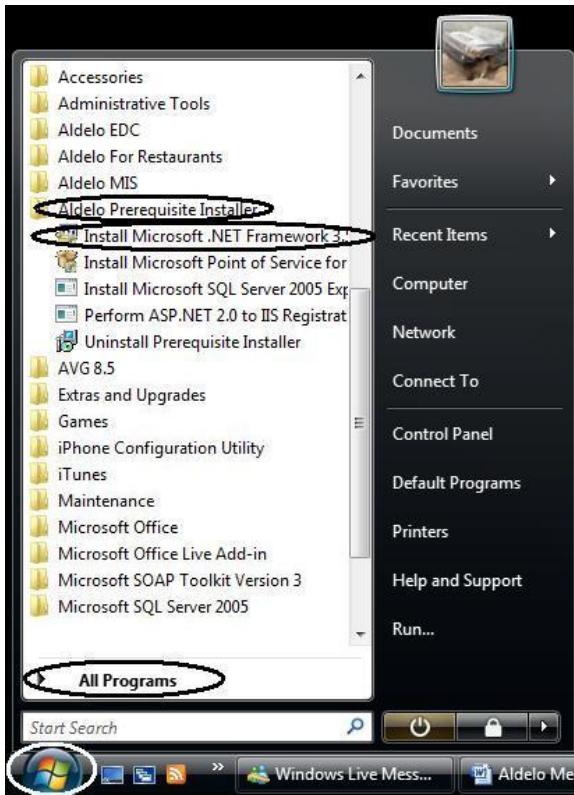 Accessories
Administrative Tools
Aldelo EDC
Aldelo For Restaurants
Aldelo MIS
Aldelo Prerequisite Installer
Install Microsoft .NET Framework 3.
Install Microsoft Point of Service for
Install Microsoft SQL Server 2005 Exp
Perform ASP.NET 2.0 to IIS Registrat
Uninstall Prerequisite Installer
AVG 8.5
Extras and Upgrades
Games
iPhone Configuration Utility
iTunes
Maintenance
Microsoft Office
Microsoft Office Live Add-in
Microsoft SOAP Toolkit Version 3
Microsoft SQL Server 2005
All Programs
Start Search
Documents
Favorites
Recent Items
Computer
Network
Connect To
Control Panel
Default Programs
Printers
Help and Support
Run...
Windows Live Mess...
Aldelo Me